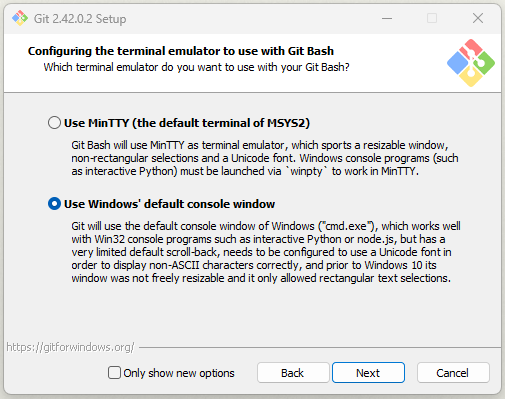 Git 2.42.0.2 Setup
Configuring the terminal emulator to use with Git Bash
Which terminal emulator do you want to use with your Git Bash?
Use MinTTY (the default terminal of MSYS2)
Git Bash will use MinTTY as terminal emulator, which sports a resizable window,
non-rectangular selections and a Unicode font. Windows console programs (such
as interactive Python) must be launched via `winpty` to work in MinTTY.
Use Windows' default console window
Git will use the default console window of Windows ("cmd.exe"), which works well
with Win32 console programs such as interactive Python or node.js, but has a
very limited default scroll-back, needs to be configured to use a Unicode font in
order to display non-ASCII characters correctly, and prior to Windows 10 its
window was not freely resizable and it only allowed rectangular text selections.
https://gitforwindows.org/
Only show new options
Back
Next
Cancel